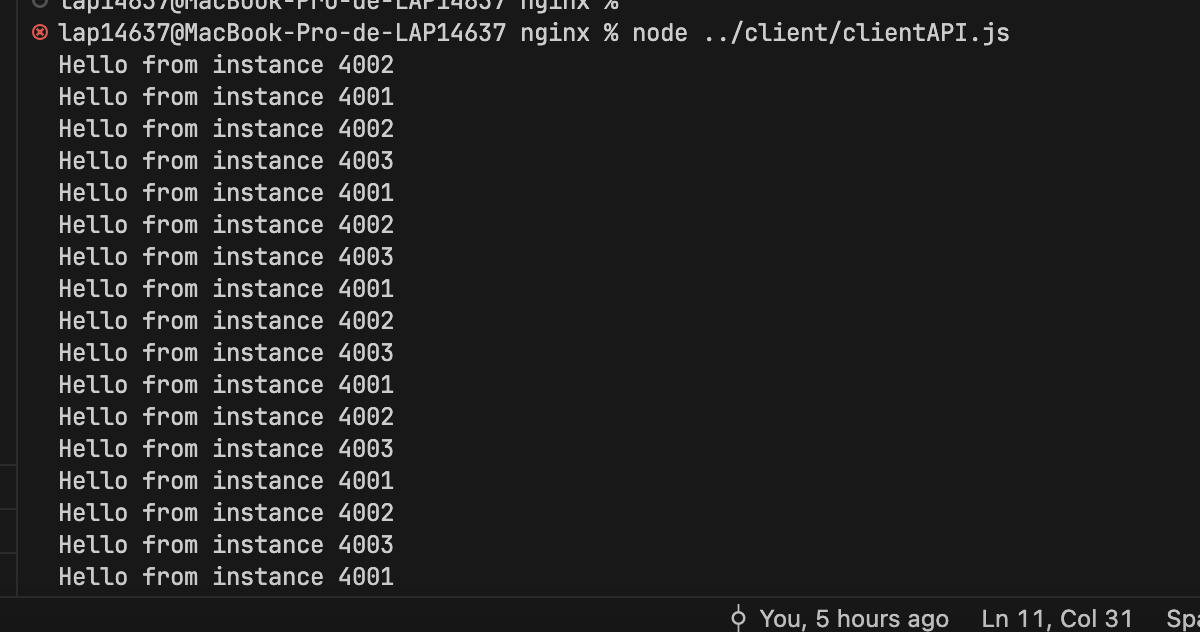 lap14637@MacBook-Pro-de-LAP14637 nginx %
lap14637@MacBook-Pro-de-LAP14637 nginx % node ../client/clientAPI.js
Hello from instance 4002
Hello from instance 4001
Hello from instance 4002
Hello from instance 4003
Hello from instance 4001
Hello from instance 4002
Hello from instance 4003
Hello from instance 4001
Hello from instance 4002
Hello from instance 4003
Hello from instance 4001
Hello from instance 4002
Hello from instance 4003
Hello from instance 4001
Hello from instance 4002
Hello from instance 4003
Hello from instance 4001
You, 5 hours ago Ln 11, Col 31